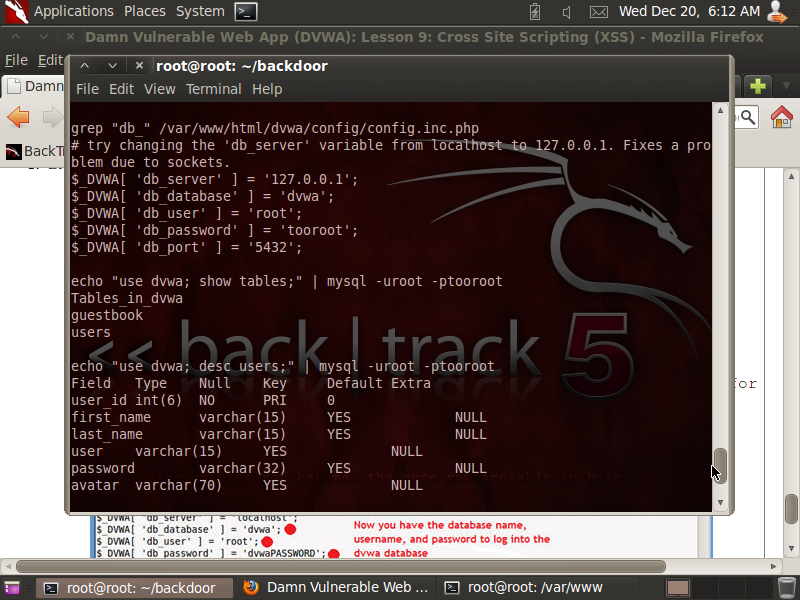 Applications Places System Wed Dec 20, 6:12 AM
Damn Vulnerable Web App (DVWA): Lesson 9: Cross Site Scripting (XSS) - Mozilla Firefox
File Edit
root@root: ~/backdoor
File Edit View Terminal Help
Damn
BackT
grep "db_" /var/www/html/dvwa/config/config.inc.php
# try changing the 'db_server' variable from localhost to 127.0.0.1. Fixes a pro
blem due to sockets.
$_DVWA[ 'db_server' ] = '127.0.0.1';
$_DVWA[ 'db_database' ] = 'dvwa';
$_DVWA[ 'db_user' ] = 'root';
$_DVWA[ 'db_password' ] = 'tooroot';
$_DVWA[ 'db_port' ] = '5432';
echo "use dvwa; show tables;" | mysql -uroot -ptooroot
Tables_in_dvwa
guestbook
users
<< back | track 5
echo "use dvwa; desc users;" | mysql -uroot -ptooroot
Field Type Null Key Default Extra
user_id int(6) NO PRI 0
first_name varchar(15) YES NULL
last_name varchar(15) YES NULL
user varchar(15) YES NULL
password varchar(32) YES NULL
avatar varchar(70) YES NULL
for
$_DVWA[ 'db_server' ] = 'localhost';
$_DVWA[ 'db_database' ] = 'dvwa';
$_DVWA[ 'db_user' ] = 'root';
$_DVWA[ 'db_password' ] = 'dvwaPASSWORD';
Now you have the database name,
username, and password to log into the
dvwa database
root@root: ~/backdoor Damn Vulnerable Web ... root@root: /var/www